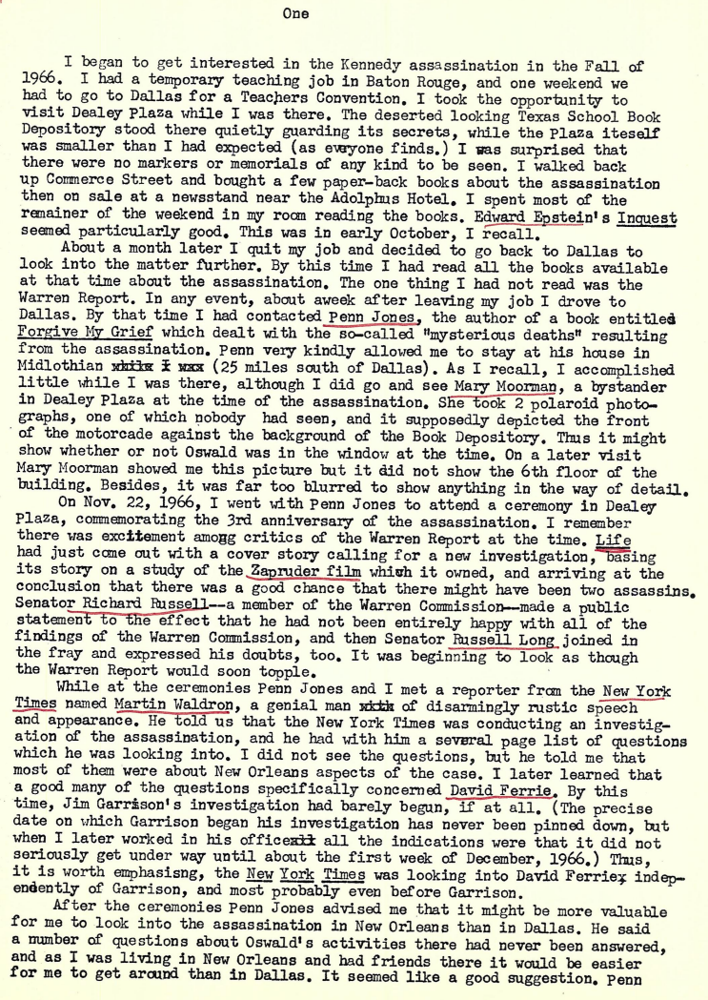 One
I began to get interested in the Kennedy assassination in the Fall of
1966. I had a temporary teaching job in Baton Rouge, and one weekend we
had to go to Dallas for a Teachers Convention. I took the opportunity to
visit Dealey Plaza while I was there. The deserted looking Texas School Book
Depository stood there quietly guarding its secrets, while the Plaza iteself
was smaller than I had expected (as everyone finds.) I was surprised that
there were no markers or memorials of any kind to be seen. I walked back
up Commerce Street and bought a few paper-back books about the assassination
then on sale at a newsstand near the Adolphus Hotel. I spent most of the
remainer of the weekend in my room reading the books. Edward Epstein's Inquest
seemed particularly good. This was in early October, I recall.
About a month later I quit my job and decided to go back to Dallas to
look into the matter further. By this time I had read all the books available
at that time about the assassination. The one thing I had not read was the
Warren Report. In any event, about aweek after leaving my job I drove to
Dallas. By that time I had contacted Penn Jones, the author of a book entitled
Forgive My Grief which dealt with the so-called "mysterious deaths" resulting
from the assassination. Penn very kindly allowed me to stay at his house in
Midlothian while I was (25 miles south of Dallas). As I recall, I accomplished
little while I was there, although I did go and see Mary Moorman, a bystander
in Dealey Plaza at the time of the assassination. She took 2 polaroid photo-
graphs, one of which nobody had seen, and it supposedly depicted the front
of the motorcade against the background of the Book Depository. Thus it might
show whether or not Oswald was in the window at the time. On a later visit
Mary Moorman showed me this picture but it did not show the 6th floor of the
building. Besides, it was far too blurred to show anything in the way of detail.
On Nov. 22, 1966, I went with Penn Jones to attend a ceremony in Dealey
Plaza, commemorating the 3rd anniversary of the assassination. I remember
there was excitement among critics of the Warren Report at the time. Life
had just come out with a cover story calling for a new investigation, basing
its story on a study of the Zapruder film which it owned, and arriving at the
conclusion that there was a good chance that there might have been two assassins.
Senator Richard Russell--a member of the Warren Commission--made a public
statement to the effect that he had not been entirely happy with all of the
findings of the Warren Commission, and then Senator Russell Long joined in
the fray and expressed his doubts, too. It was beginning to look as though
the Warren Report would soon topple.
While at the ceremonies Penn Jones and I met a reporter from the New York
Times named Martin Waldron, a genial man of disarmingly rustic speech
and appearance. He told us that the New York Times was conducting an investig-
ation of the assassination, and he had with him a several page list of questions
which he was looking into. I did not see the questions, but he told me that
most of them were about New Orleans aspects of the case. I later learned that
a good many of the questions specifically concerned David Ferrie. By this
time, Jim Garrison's investigation had barely begun, if at all. (The precise
date on which Garrison began his investigation has never been pinned down, but
when I later worked in his office all the indications were that it did not
seriously get under way until about the first week of December, 1966.) Thus,
it is worth emphasisng, the New York Times was looking into David Ferrie, indep-
endently of Garrison, and most probably even before Garrison.
After the ceremonies Penn Jones advised me that it might be more valuable
for me to look into the assassination in New Orleans than in Dallas. He said
a number of questions about Oswald's activities there had never been answered,
and as I was living in New Orleans and had friends there it would be easier
for me to get around than in Dallas. It seemed like a good suggestion. Penn